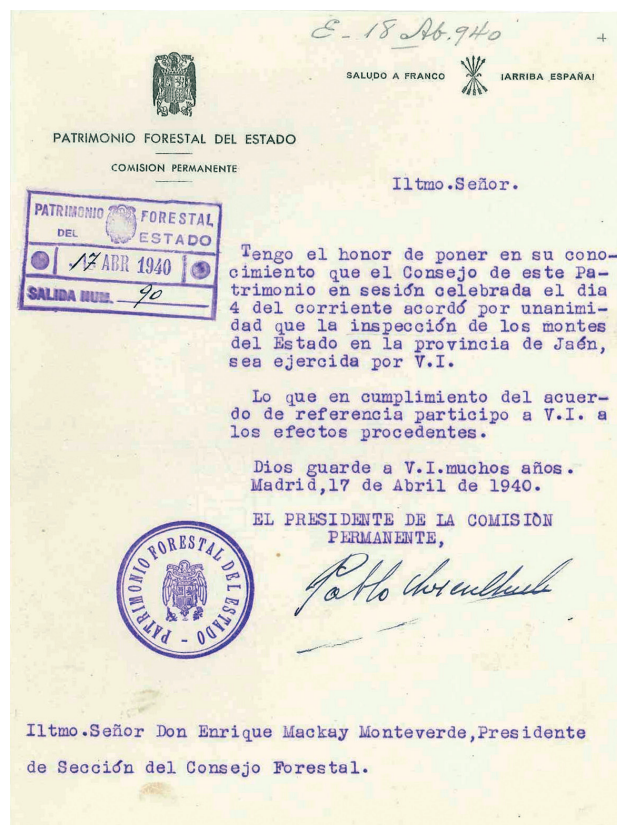 E - 18 Ab. 940
SALUDO A FRANCO ¡ARRIBA ESPAÑA!
PATRIMONIO FORESTAL DEL ESTADO
COMISION PERMANENTE
Iltmo.Señor.
PATRIMONIO FORESTAL
DEL ESTADO
17 ABR 1940
SALIDA NUM. 90
Tengo el honor de poner en su cono-
cimiento que el Consejo de este Pa-
trimonio en sesión celebrada el dia
4 del corriente acordó por unanimi-
dad que la inspección de los montes
del Estado en la provincia de Jaén,
sea ejercida por V.I.
Lo que en cumplimiento del acuer-
do de referencia participo a V.I. a
los efectos procedentes.
Dios guarde a V.I.muchos años.
Madrid,17 de Abril de 1940.
EL PRESIDENTE DE LA COMISIÓN
PERMANENTE,
PATRIMONIO FORESTAL DEL ESTADO
Pablo
Iltmo.Señor Don Enrique Mackay Monteverde,Presidente
de Sección del Consejo Forestal.